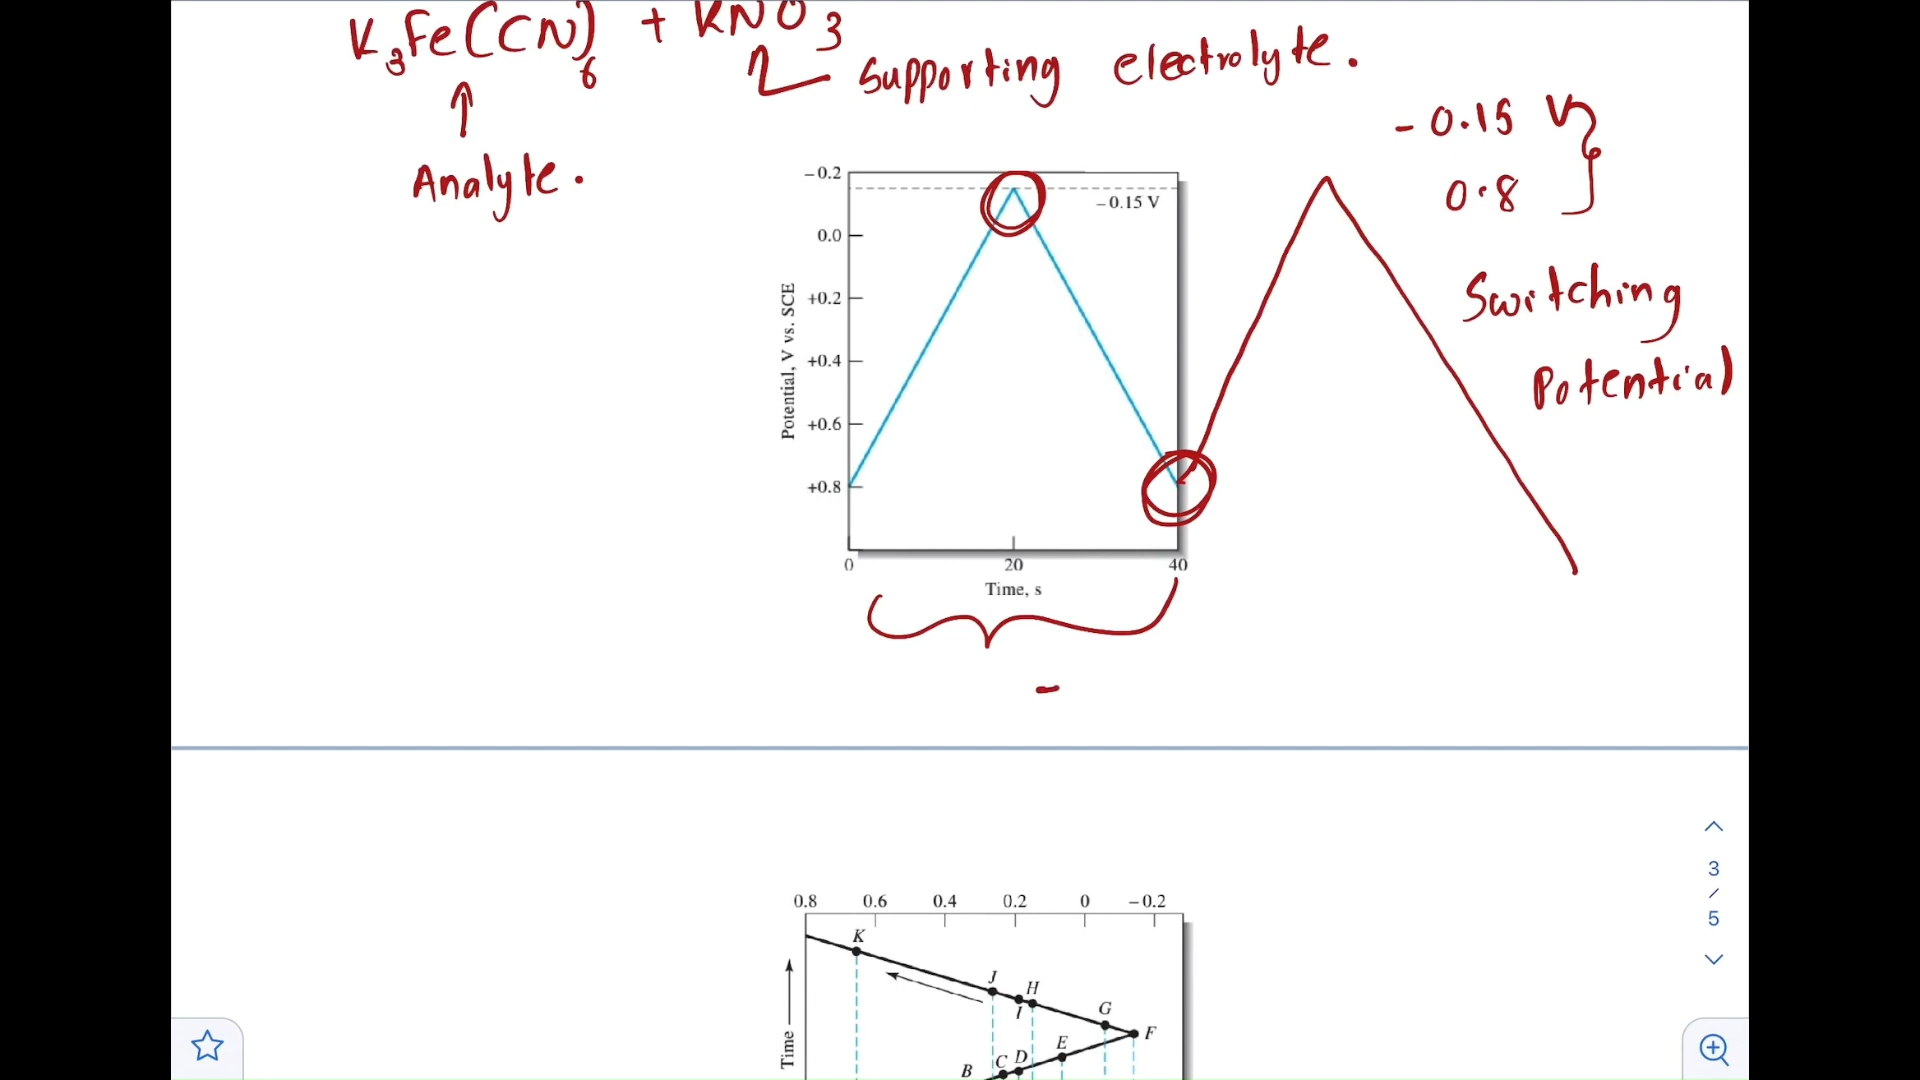 K3Fe(CN)6 + KNO3
supporting electrolyte.
Analyte.
-0.15 V
0.8
Switching
Potential
−0.2
0.0
+0.2
+0.4
+0.6
+0.8
−0.15 V
Potential, V vs. SCE
0 20 40
Time, s
-
3
/
5
0.8 0.6 0.4 0.2 0 −0.2
K
J H
I
G
F
E
C D
B
Time